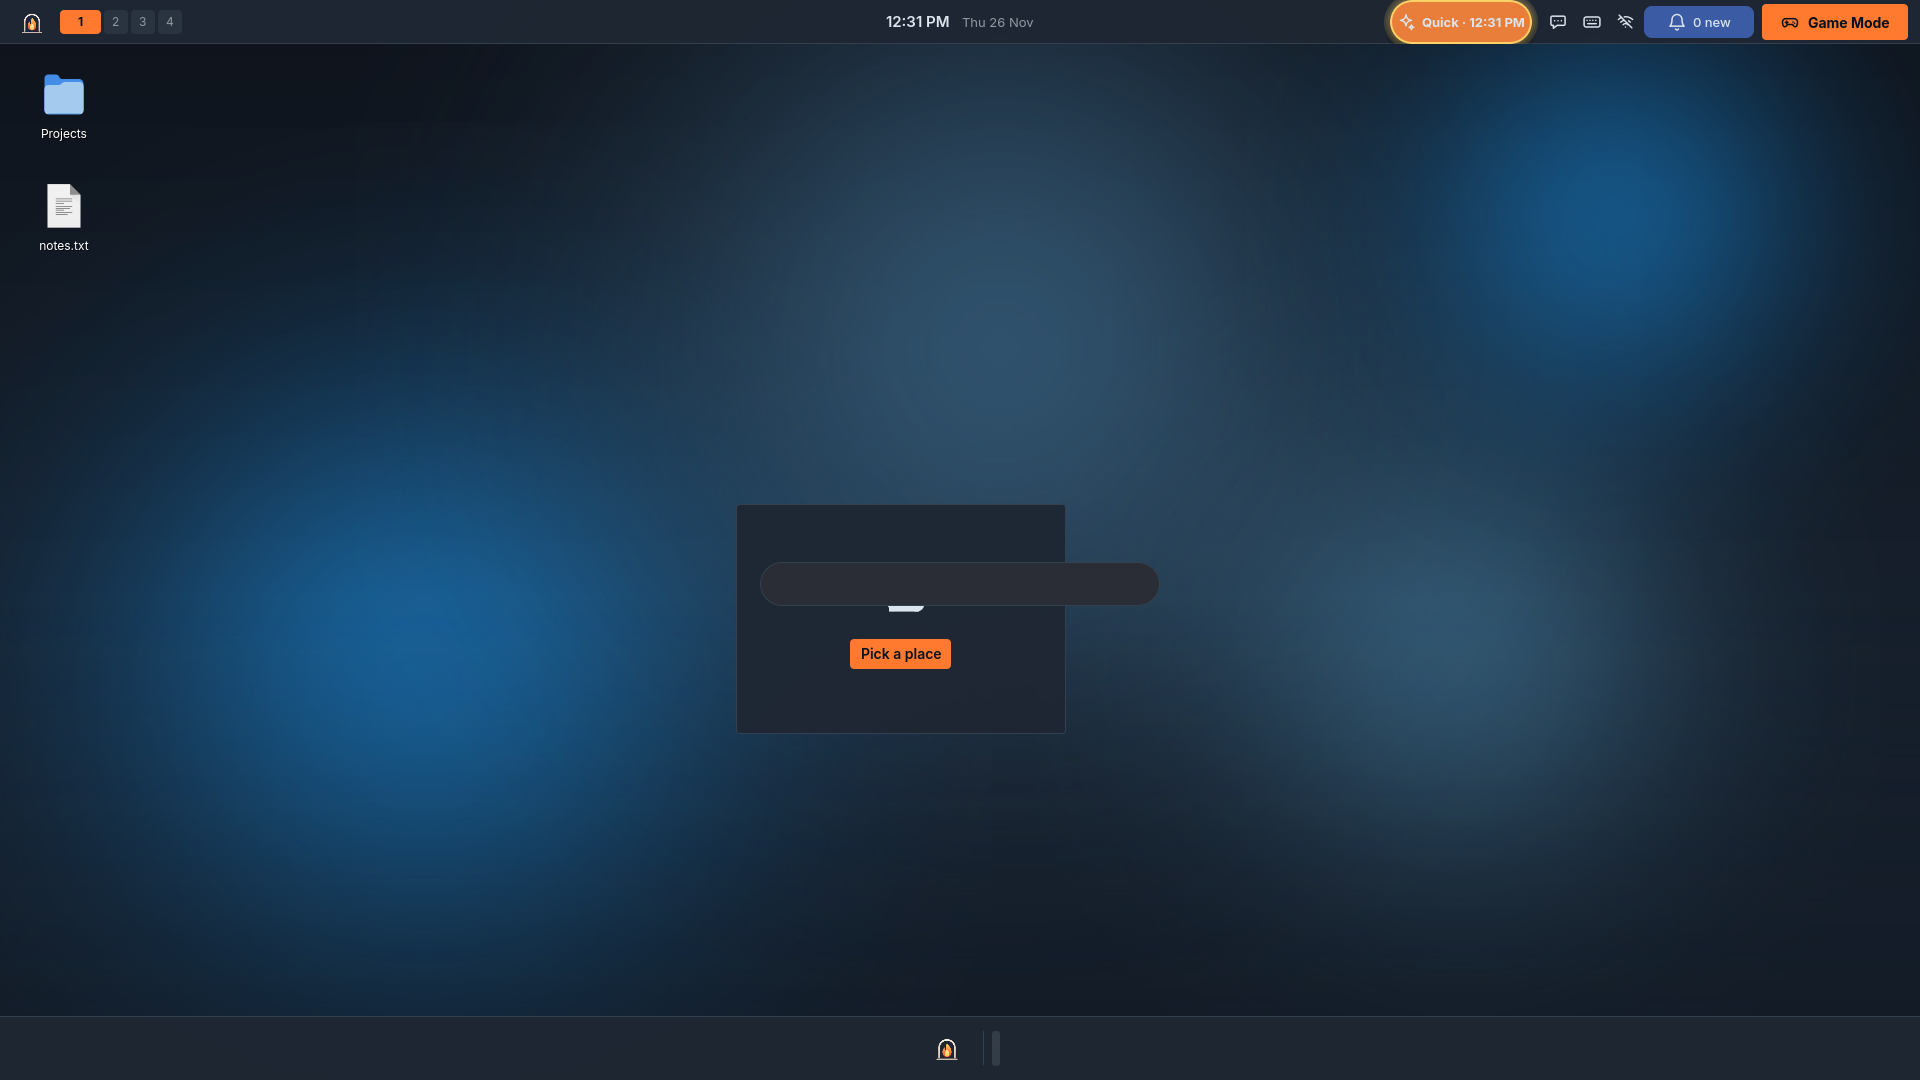 1 2 3 4
12:31 PM Thu 26 Nov
Quick · 12:31 PM
0 new
Game Mode
Projects
notes.txt
Pick a place